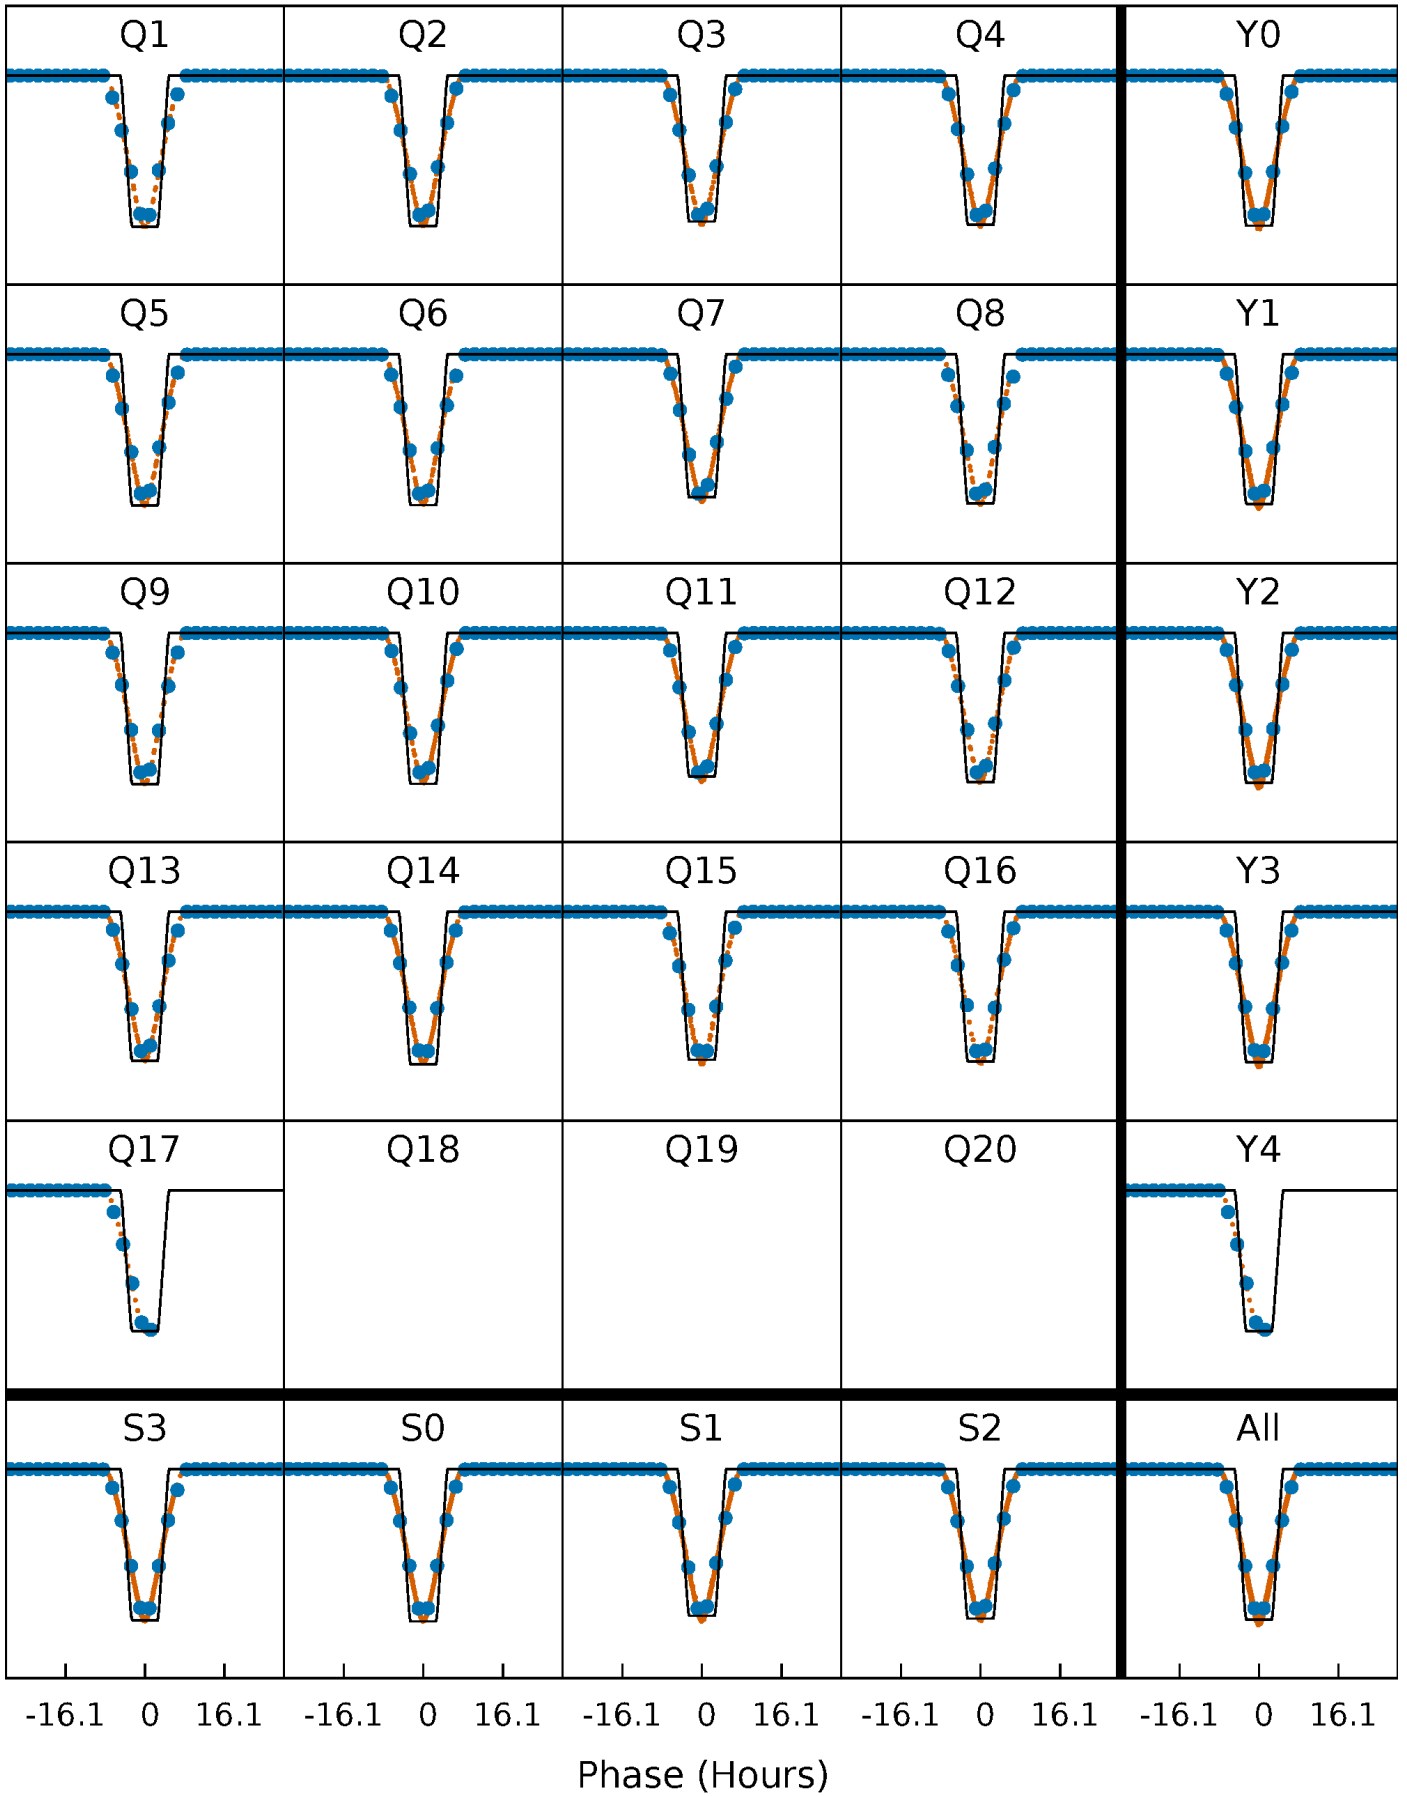 Q1 Q2 Q3 Q4 Y0
Q5 Q6 Q7 Q8 Y1
Q9 Q10 Q11 Q12 Y2
Q13 Q14 Q15 Q16 Y3
Q17 Q18 Q19 Q20 Y4
S3 S0 S1 S2 All
-16.1 0 16.1 -16.1 0 16.1 -16.1 0 16.1 -16.1 0 16.1 -16.1 0 16.1
Phase (Hours)